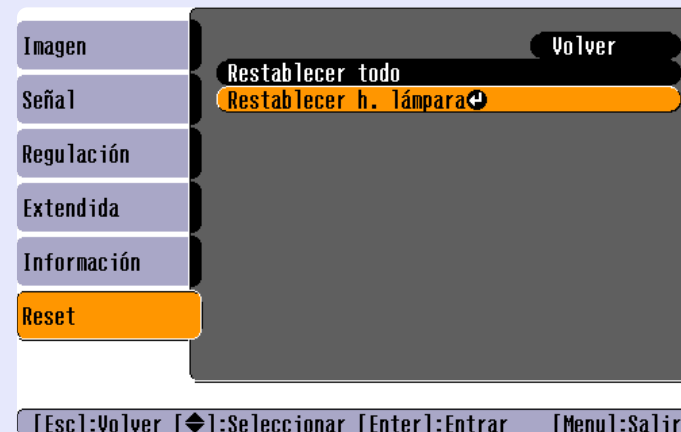 Imagen
Señal
Regulación
Extendida
Información
Reset
Volver
Restablecer todo
Restablecer h. lámpara
[Esc]:Volver [◆]:Seleccionar [Enter]:Entrar [Menu]:Salir